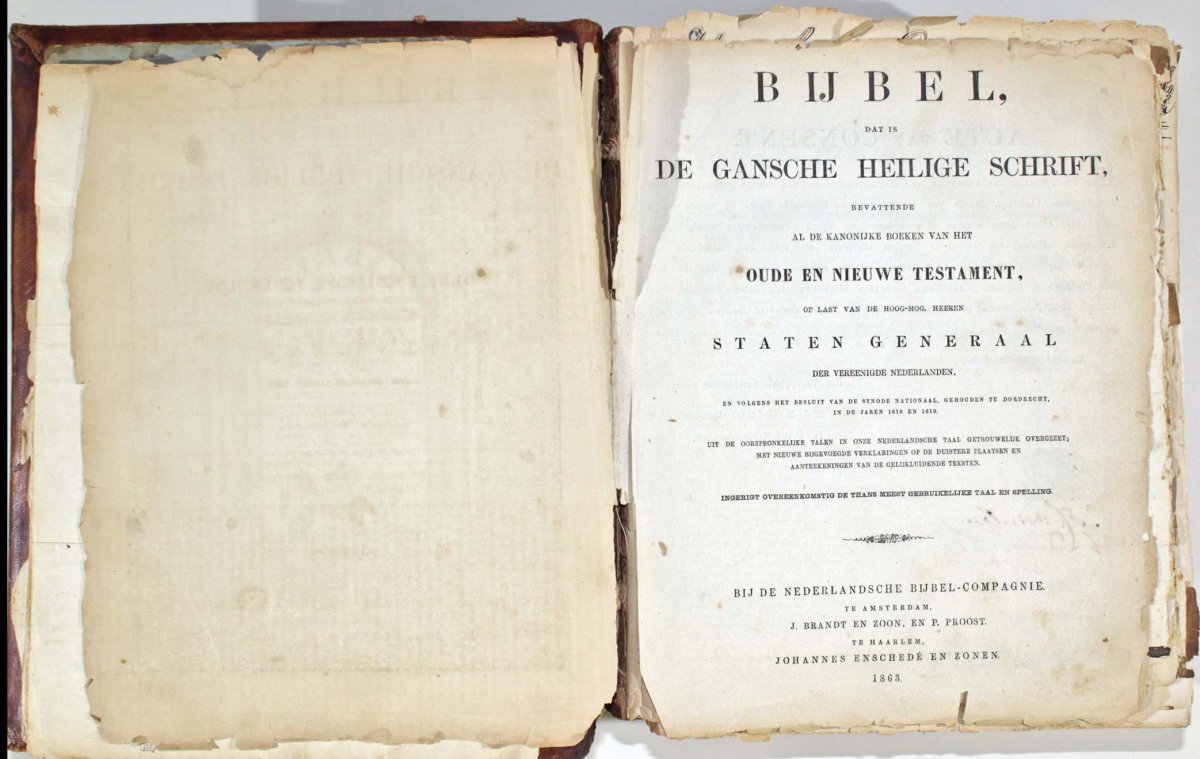 BIJBEL,
DAT IS
DE GANSCHE HEILIGE SCHRIFT,
BEVATTENDE
AL DE KANONIJKE BOEKEN VAN HET
OUDE EN NIEUWE TESTAMENT,
OP LAST VAN DE HOOG-MOG. HEEREN
STATEN GENERAAL
DER VEREENIGDE NEDERLANDEN,
EN VOLGENS HET BESLUIT VAN DE SYNODE NATIONAAL, GEHOUDEN TE DORDRECHT,
IN DE JAREN 1618 EN 1619.
UIT DE OORSPRONKELIJKE TALEN IN ONZE NEDERLANDSCHE TAAL GETROUWELIJK OVERGEZET;
MET NIEUWE BIJGEVOEGDE VERKLARINGEN OP DE DUISTERE PLAATSEN EN
AANTEEKENINGEN VAN DE GELIJKLUIDENDE TEKSTEN.
INGERIGT OVEREENKOMSTIG DE THANS MEEST GEBRUIKELIJKE TAAL EN SPELLING.
BIJ DE NEDERLANDSCHE BIJBEL-COMPAGNIE.
TE AMSTERDAM,
J. BRANDT EN ZOON, EN P. PROOST.
TE HAARLEM,
JOHANNES ENSCHEDÉ EN ZONEN.
1863.